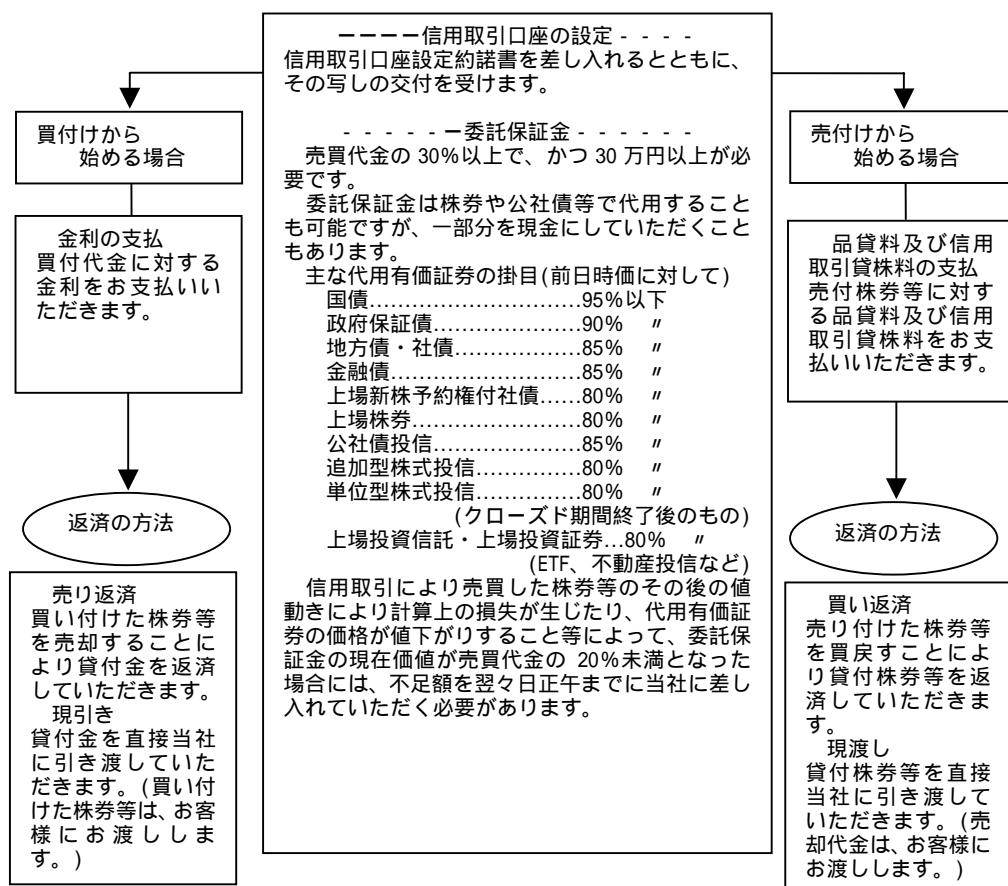 ーーーー信用取引口座の設定 - - - -
信用取引口座設定約諾書を差し入れるとともに、
その写しの交付を受けます。
- - - - - ー委託保証金 - - - - - -
売買代金の 30%以上で、かつ 30 万円以上が必
要です。
委託保証金は株券や公社債等で代用すること
も可能ですが、一部分を現金にしていただくこと
もあります。
主な代用有価証券の掛目(前日時価に対して)
国債.........................95%以下
政府保証債...................90% 〃
地方債・社債.................85% 〃
金融債.......................85% 〃
上場新株予約権付社債......80% 〃
上場株券.....................80% 〃
公社債投信...................85% 〃
追加型株式投信...............80% 〃
単位型株式投信...............80% 〃
(クローズド期間終了後のもの)
上場投資信託・上場投資証券...80% 〃
(ETF、不動産投信など)
信用取引により売買した株券等のその後の値
動きにより計算上の損失が生じたり、代用有価証
券の価格が値下がりすること等によって、委託保
証金の現在価値が売買代金の 20%未満となった
場合には、不足額を翌々日正午までに当社に差し
入れていただく必要があります。
買付けから
始める場合
金利の支払
買付代金に対する
金利をお支払いい
ただきます。
返済の方法
売り返済
買い付けた株券等
を売却することに
より貸付金を返済
していただきます。
現引き
貸付金を直接当社
に引き渡していた
だきます。(買い付
けた株券等は、お客
様にお渡ししま
す。)
売付けから
始める場合
品貸料及び信用
取引貸株料の支払
売付株券等に対す
る品貸料及び信用
取引貸株料をお支
払いいただきます。
返済の方法
買い返済
売り付けた株券等
を買戻すことによ
り貸付株券等を返
済していただきま
す。
現渡し
貸付株券等を直接
当社に引き渡して
いただきます。(売
却代金は、お客様に
お渡しします。)